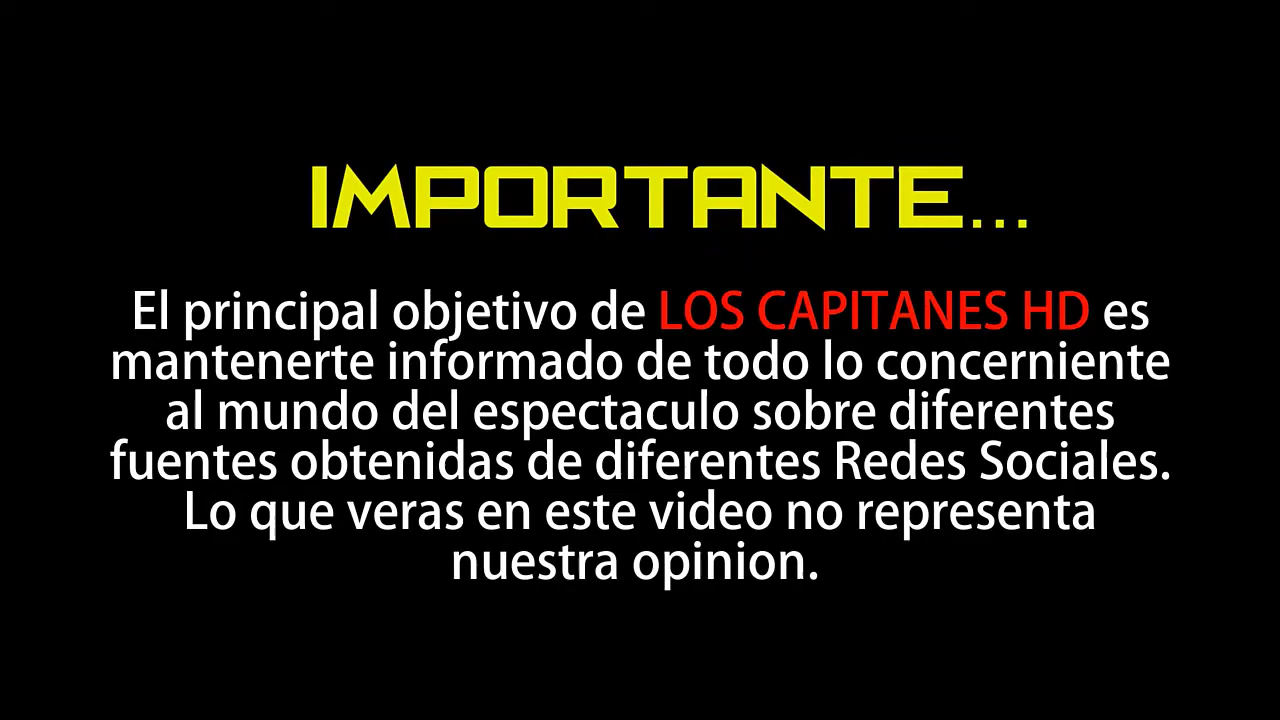 IMPORTANTE...
El principal objetivo de LOS CAPITANES HD es
mantenerte informado de todo lo concerniente
al mundo del espectaculo sobre diferentes
fuentes obtenidas de diferentes Redes Sociales.
Lo que veras en este video no representa
nuestra opinion.